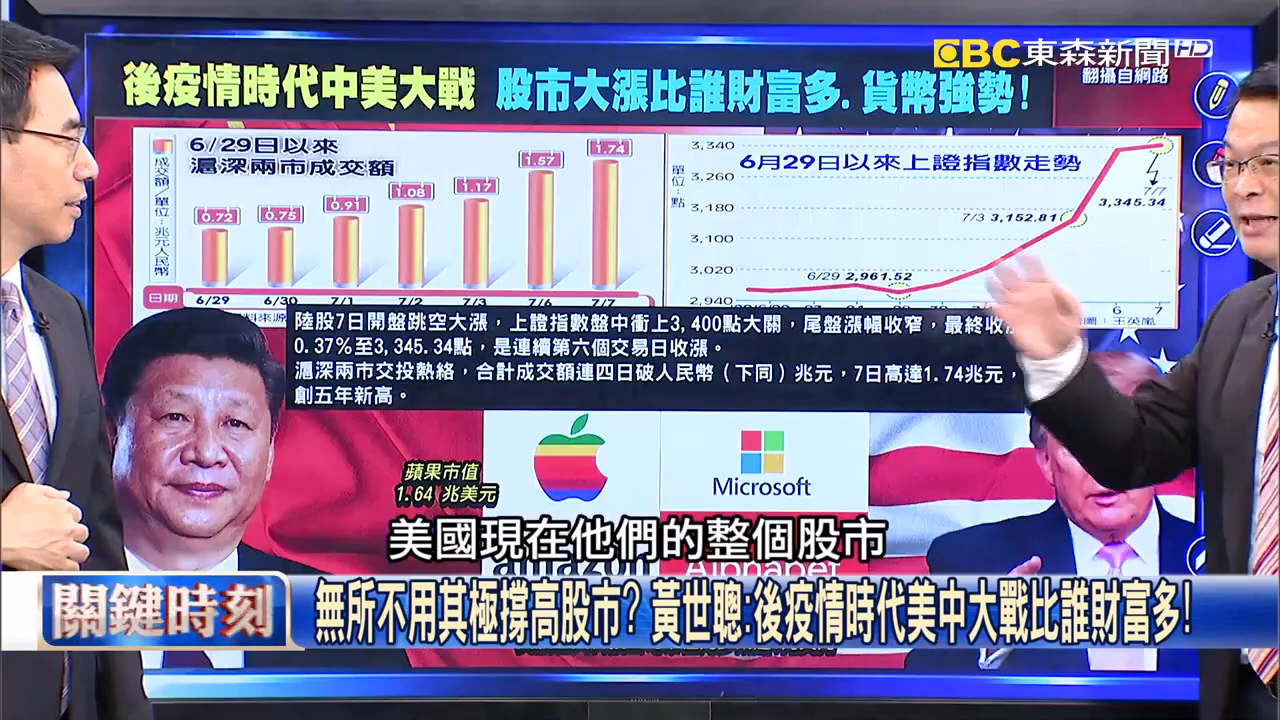 EBC東森新聞HD
翻攝自網路
後疫情時代中美大戰 股市大漲比誰財富多.貨幣強勢!
6/29日以來
滬深兩市成交額
成交額/單位:兆元人民幣
0.72 0.75 0.91 1.08 1.17 1.57 1.74
日期 6/29 6/30 7/1 7/2 7/3 7/6 7/7
6月29日以來上證指數走勢
單位:點
3,340
3,260
3,180
3,100
3,020
2,940
6/29 2,961.52
7/3 3,152.81
7/7
3,345.34
6 7
陸股7日開盤跳空大漲，上證指數盤中衝上3,400點大關，尾盤漲幅收窄，最終收
0.37%至3,345.34點，是連續第六個交易日收漲。
滬深兩市交投熱絡，合計成交額連四日破人民幣（下同）兆元，7日高達1.74兆元，
創五年新高。
蘋果市值
1.64 兆美元
Microsoft
amazon
Alphabet
美國現在他們的整個股市
關鍵時刻
無所不用其極撐高股市? 黃世聰:後疫情時代美中大戰比誰財富多!